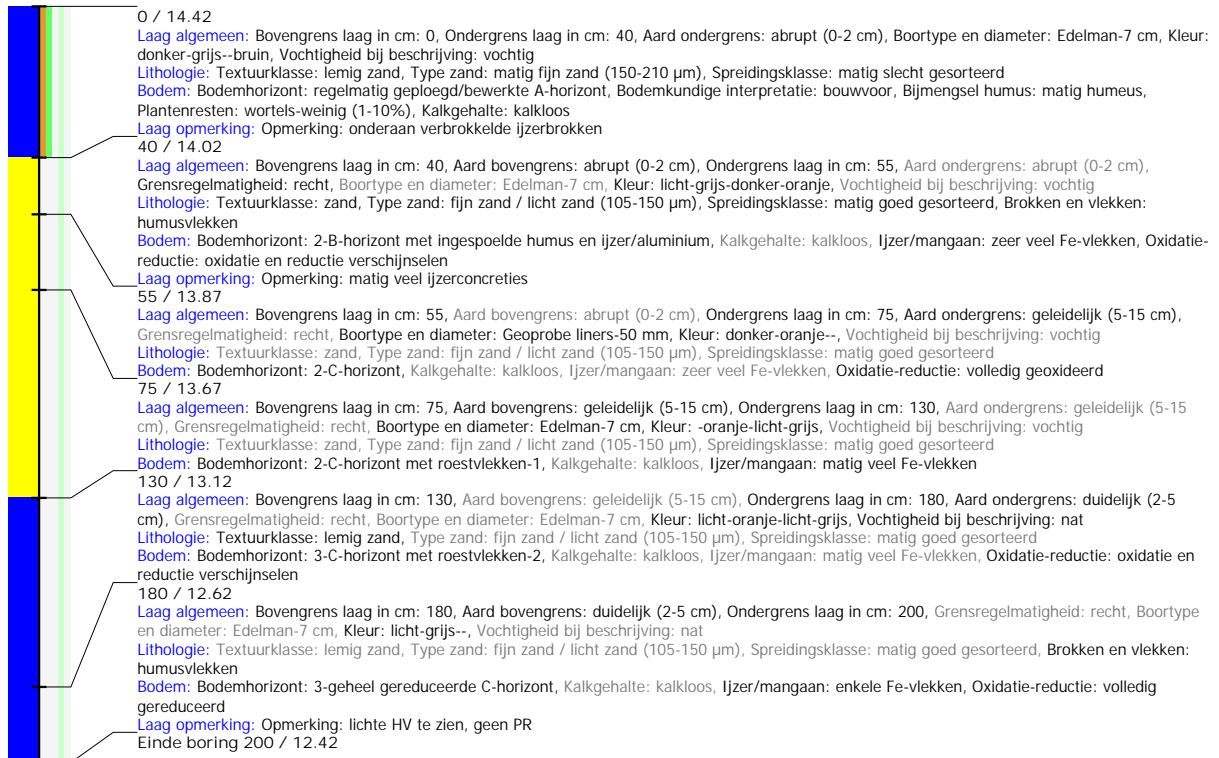 0 / 14.42
Laag algemeen: Bovengrens laag in cm: 0, Ondergrens laag in cm: 40, Aard ondergrens: abrupt (0-2 cm), Boortype en diameter: Edelman-7 cm, Kleur:
donker-grijs--bruin, Vochtigheid bij beschrijving: vochtig
Lithologie: Textuurklasse: lemig zand, Type zand: matig fijn zand (150-210 µm), Spreidingsklasse: matig slecht gesorteerd
Bodem: Bodemhorizont: regelmatig geploegd/bewerkte A-horizont, Bodemkundige interpretatie: bouwvoor, Bijmengsel humus: matig humeus,
Plantenresten: wortels-weinig (1-10%), Kalkgehalte: kalkloos
Laag opmerking: Opmerking: onderaan verbrokkelde ijzerbrokken
40 / 14.02
Laag algemeen: Bovengrens laag in cm: 40, Aard bovengrens: abrupt (0-2 cm), Ondergrens laag in cm: 55, Aard ondergrens: abrupt (0-2 cm),
Grensregelmatigheid: recht, Boortype en diameter: Edelman-7 cm, Kleur: licht-grijs-donker-oranje, Vochtigheid bij beschrijving: vochtig
Lithologie: Textuurklasse: zand, Type zand: fijn zand / licht zand (105-150 µm), Spreidingsklasse: matig goed gesorteerd, Brokken en vlekken:
humusvlekken
Bodem: Bodemhorizont: 2-B-horizont met ingespoelde humus en ijzer/aluminium, Kalkgehalte: kalkloos, Ijzer/mangaan: zeer veel Fe-vlekken, Oxidatie-
reductie: oxidatie en reductie verschijnselen
Laag opmerking: Opmerking: matig veel ijzerconcreties
55 / 13.87
Laag algemeen: Bovengrens laag in cm: 55, Aard bovengrens: abrupt (0-2 cm), Ondergrens laag in cm: 75, Aard ondergrens: geleidelijk (5-15 cm),
Grensregelmatigheid: recht, Boortype en diameter: Geoprobe liners-50 mm, Kleur: donker-oranje--, Vochtigheid bij beschrijving: vochtig
Lithologie: Textuurklasse: zand, Type zand: fijn zand / licht zand (105-150 µm), Spreidingsklasse: matig goed gesorteerd
Bodem: Bodemhorizont: 2-C-horizont, Kalkgehalte: kalkloos, Ijzer/mangaan: zeer veel Fe-vlekken, Oxidatie-reductie: volledig geoxideerd
75 / 13.67
Laag algemeen: Bovengrens laag in cm: 75, Aard bovengrens: geleidelijk (5-15 cm), Ondergrens laag in cm: 130, Aard ondergrens: geleidelijk (5-15
cm), Grensregelmatigheid: recht, Boortype en diameter: Edelman-7 cm, Kleur: -oranje-licht-grijs, Vochtigheid bij beschrijving: vochtig
Lithologie: Textuurklasse: zand, Type zand: fijn zand / licht zand (105-150 µm), Spreidingsklasse: matig goed gesorteerd
Bodem: Bodemhorizont: 2-C-horizont met roestvlekken-1, Kalkgehalte: kalkloos, Ijzer/mangaan: matig veel Fe-vlekken
130 / 13.12
Laag algemeen: Bovengrens laag in cm: 130, Aard bovengrens: geleidelijk (5-15 cm), Ondergrens laag in cm: 180, Aard ondergrens: duidelijk (2-5
cm), Grensregelmatigheid: recht, Boortype en diameter: Edelman-7 cm, Kleur: licht-oranje-licht-grijs, Vochtigheid bij beschrijving: nat
Lithologie: Textuurklasse: lemig zand, Type zand: fijn zand / licht zand (105-150 µm), Spreidingsklasse: matig goed gesorteerd
Bodem: Bodemhorizont: 3-C-horizont met roestvlekken-2, Kalkgehalte: kalkloos, Ijzer/mangaan: matig veel Fe-vlekken, Oxidatie-reductie: oxidatie en
reductie verschijnselen
180 / 12.62
Laag algemeen: Bovengrens laag in cm: 180, Aard bovengrens: duidelijk (2-5 cm), Ondergrens laag in cm: 200, Grensregelmatigheid: recht, Boortype
en diameter: Edelman-7 cm, Kleur: licht-grijs--, Vochtigheid bij beschrijving: nat
Lithologie: Textuurklasse: lemig zand, Type zand: fijn zand / licht zand (105-150 µm), Spreidingsklasse: matig goed gesorteerd, Brokken en vlekken:
humusvlekken
Bodem: Bodemhorizont: 3-geheel gereduceerde C-horizont, Kalkgehalte: kalkloos, Ijzer/mangaan: enkele Fe-vlekken, Oxidatie-reductie: volledig
gereduceerd
Laag opmerking: Opmerking: lichte HV te zien, geen PR
Einde boring 200 / 12.42